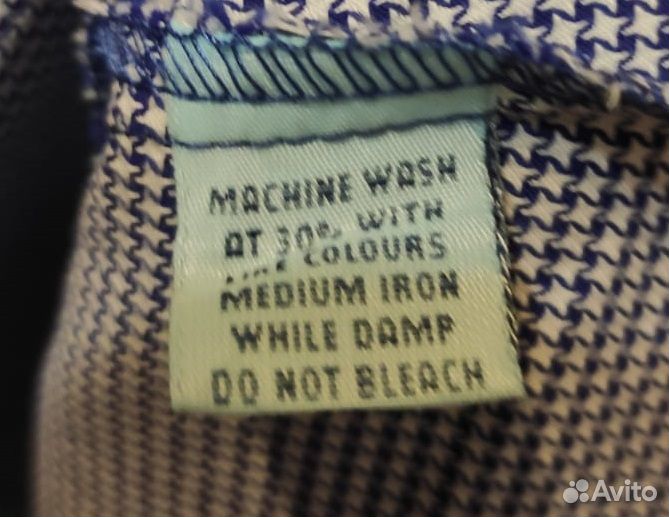 MACHINE WASH
AT 30% WITH
COLOURS
MEDIUM IRON
WHILE DAMP
DO NOT BLEACH
Avito